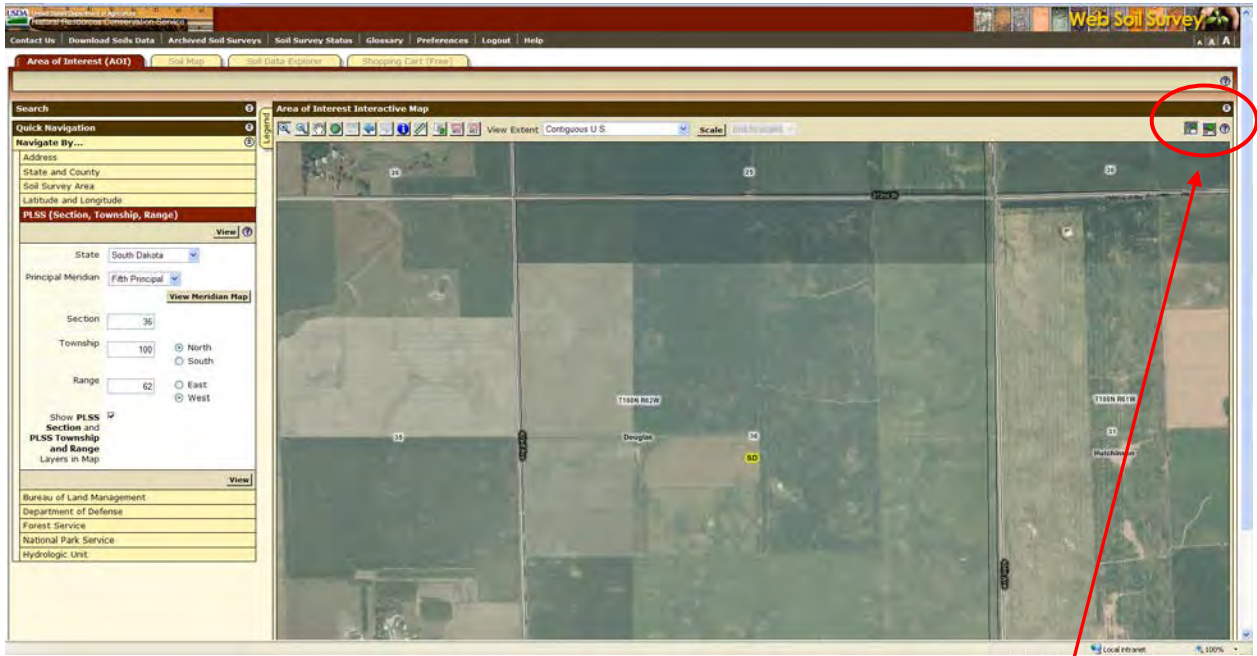 USDA United States Department of Agriculture
Natural Resources Conservation Service
Web Soil Survey
Contact Us | Download Soils Data | Archived Soil Surveys | Soil Survey Status | Glossary | Preferences | Logout | Help
A A A
Area of Interest (AOI) Soil Map Soil Data Explorer Shopping Cart (Free)
Search
Area of Interest Interactive Map
Quick Navigation
Legend
View Extent Contiguous U.S. Scale
Navigate By...
Address
State and County
Soil Survey Area
Latitude and Longitude
PLSS (Section, Township, Range)
View
State South Dakota
Principal Meridian Fifth Principal
View Meridian Map
Section 36
Township 100 North
South
Range 62 East
West
Show PLSS
Section and
PLSS Township
and Range
Layers in Map
View
Bureau of Land Management
Department of Defense
Forest Service
National Park Service
Hydrologic Unit
26
25
T100N R62W
T100N R61W
35
Douglas
36
31
SD
Hutchinson
Local intranet
100%